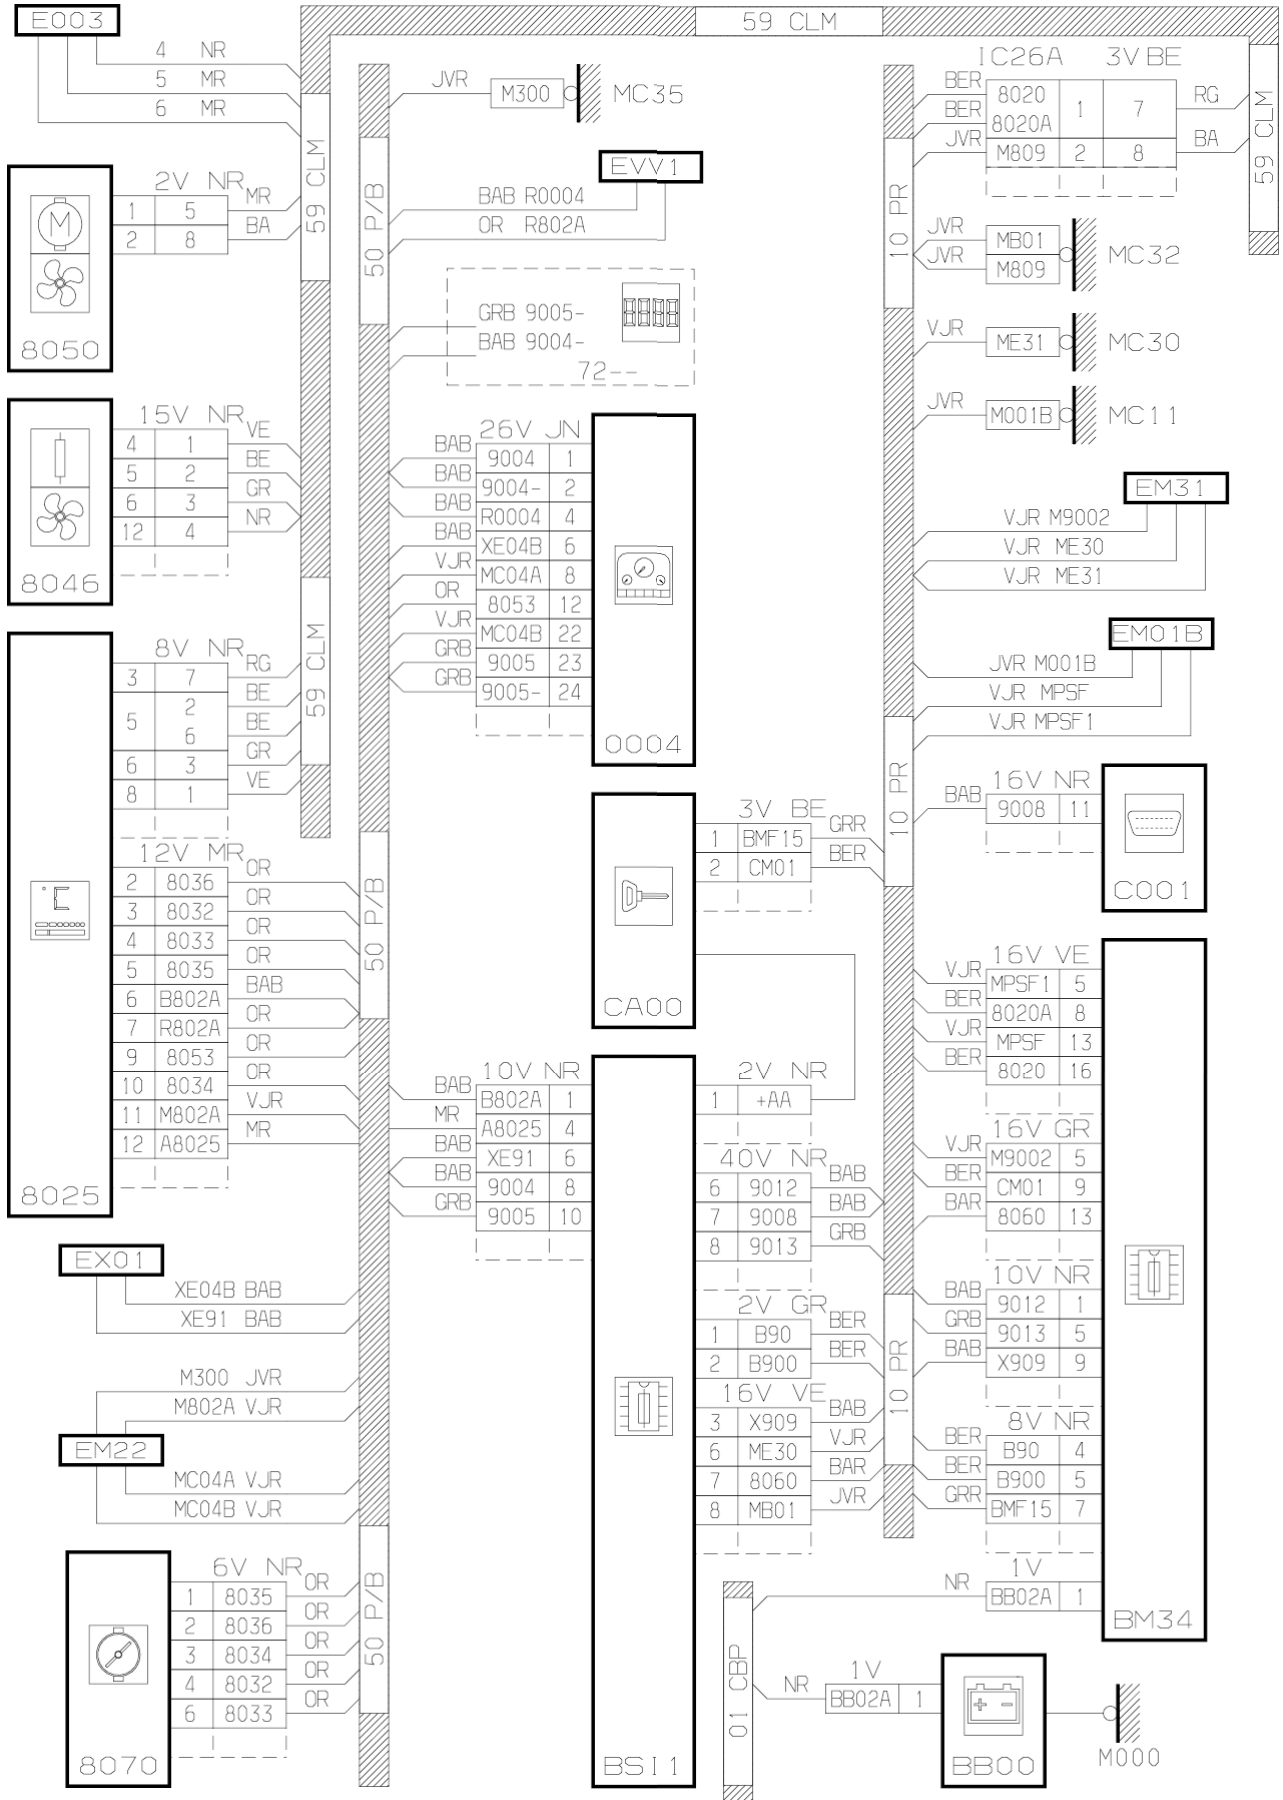 E003
4 NR
5 MR
6 MR
59 CLM
59 CLM
59 CLM
59 CLM
2V NR
1 5 MR
2 8 BA
M
8050
15V NR
4 1 VE
5 2 BE
6 3 GR
12 4 NR
8046
8V NR
3 7 RG
5 2 BE
6 BE
6 3 GR
8 1 VE
12V MR
2 8036 OR
3 8032 OR
4 8033 OR
5 8035 OR
6 B802A BAB
7 R802A OR
9 8053 OR
10 8034 OR
11 M802A VJR
12 A8025 MR
°C
8025
EX01
XE04B BAB
XE91 BAB
M300 JVR
M802A VJR
EM22
MC04A VJR
MC04B VJR
6V NR
1 8035 OR
2 8036 OR
3 8034 OR
4 8032 OR
6 8033 OR
8070
50 P/B
50 P/B
50 P/B
JVR M300 MC35
EVV1
BAB R0004
OR R802A
GRB 9005-
BAB 9004-
72--
26V JN
BAB 9004 1
BAB 9004- 2
BAB R0004 4
BAB XE04B 6
VJR MC04A 8
OR 8053 12
VJR MC04B 22
GRB 9005 23
GRB 9005- 24
0004
3V BE
1 BMF15 GRR
2 CM01 BER
CA00
10V NR
BAB B802A 1
MR A8025 4
BAB XE91 6
BAB 9004 8
GRB 9005 10
2V NR
1 +AA
40V NR
6 9012 BAB
7 9008 BAB
8 9013 GRB
2V GR
1 B90 BER
2 B900 BER
16V VE
3 X909 BAB
6 ME30 VJR
7 8060 BAR
8 MB01 JVR
BSI1
10 PR
10 PR
10 PR
IC26A 3V BE
BER 8020 1 7 RG
BER 8020A
JVR M809 2 8 BA
JVR MB01
JVR M809
MC32
VJR ME31 MC30
JVR M001B MC11
EM31
VJR M9002
VJR ME30
VJR ME31
EM01B
JVR M001B
VJR MPSF
VJR MPSF1
16V NR
BAB 9008 11
C001
16V VE
VJR MPSF1 5
BER 8020A 8
VJR MPSF 13
BER 8020 16
16V GR
VJR M9002 5
BER CM01 9
BAR 8060 13
10V NR
BAB 9012 1
GRB 9013 5
BAB X909 9
8V NR
BER B90 4
BER B900 5
GRR BMF15 7
1V
NR BB02A 1
BM34
01 CBP
1V
NR BB02A 1
+ -
BB00
M000